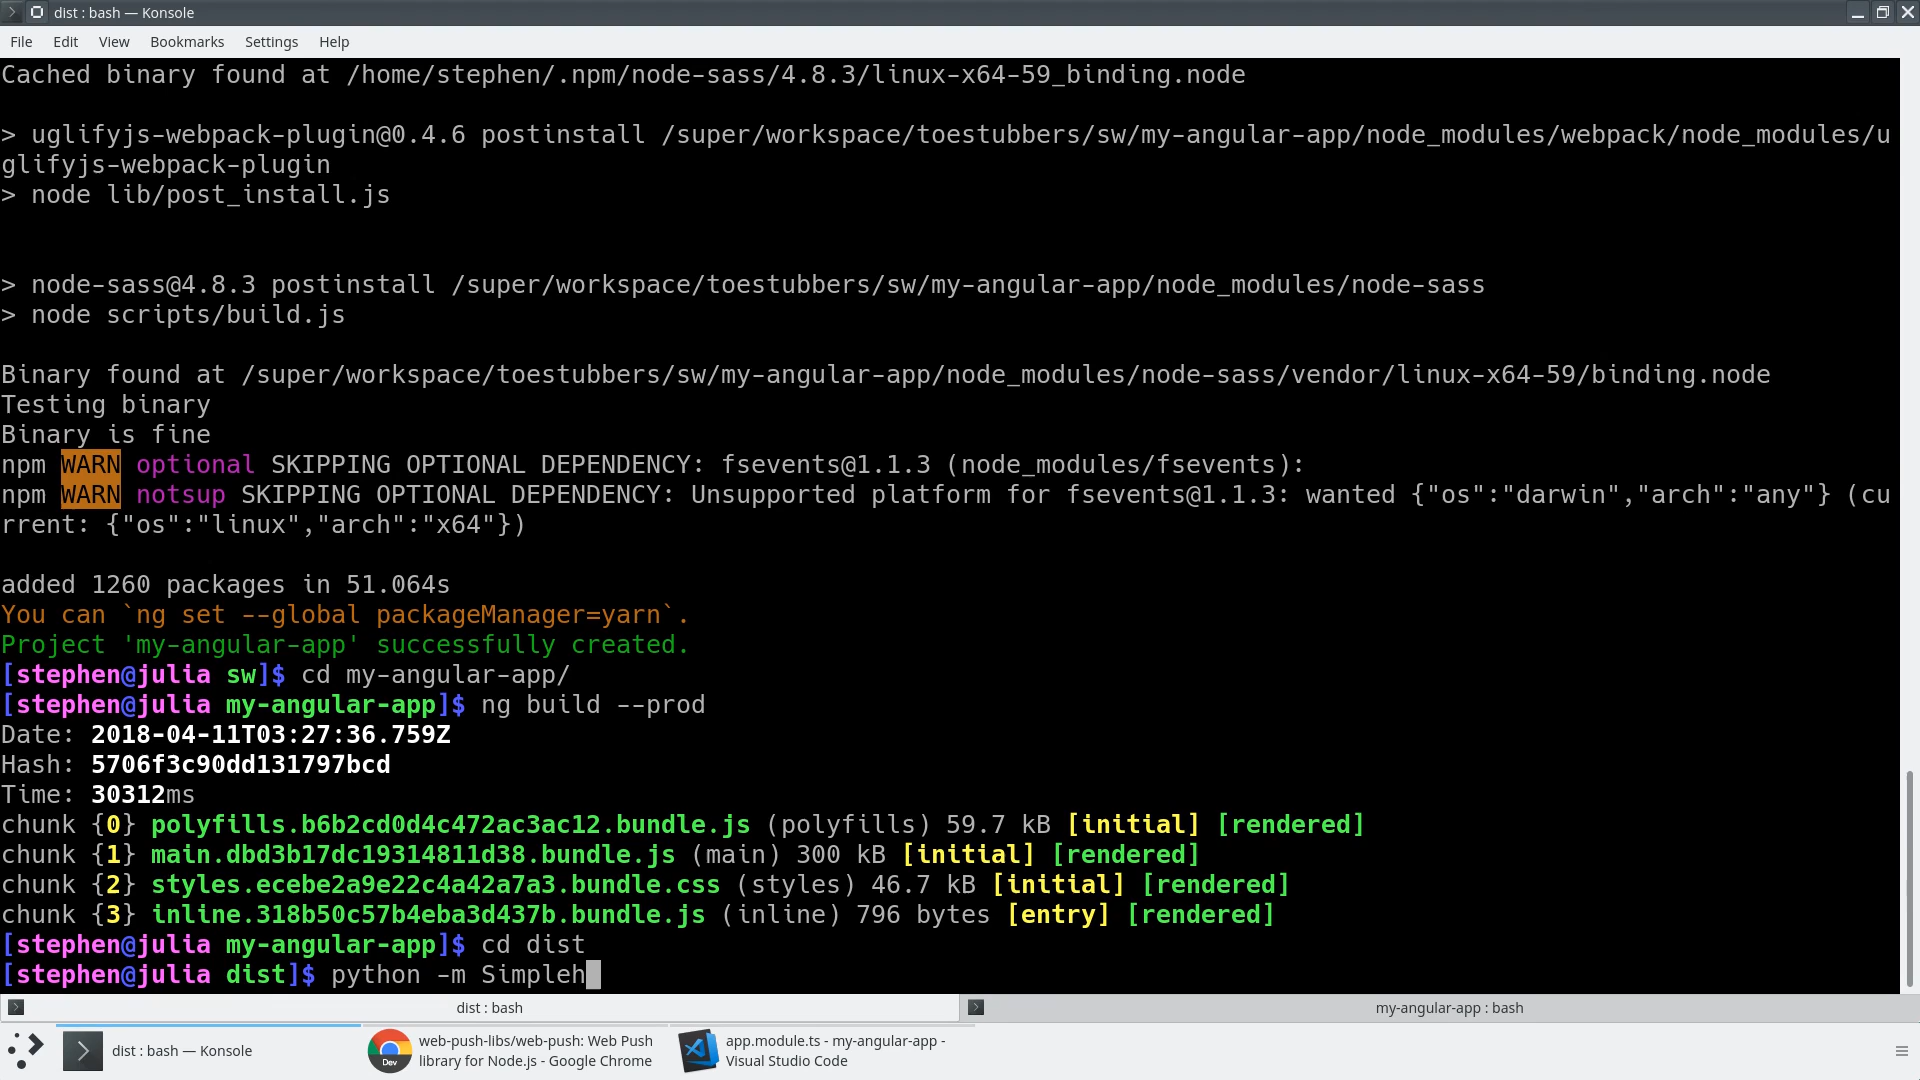 dist : bash — Konsole
File Edit View Bookmarks Settings Help
Cached binary found at /home/stephen/.npm/node-sass/4.8.3/linux-x64-59_binding.node
> uglifyjs-webpack-plugin@0.4.6 postinstall /super/workspace/toestubbers/sw/my-angular-app/node_modules/webpack/node_modules/u
glifyjs-webpack-plugin
> node lib/post_install.js
> node-sass@4.8.3 postinstall /super/workspace/toestubbers/sw/my-angular-app/node_modules/node-sass
> node scripts/build.js
Binary found at /super/workspace/toestubbers/sw/my-angular-app/node_modules/node-sass/vendor/linux-x64-59/binding.node
Testing binary
Binary is fine
npm WARN optional SKIPPING OPTIONAL DEPENDENCY: fsevents@1.1.3 (node_modules/fsevents):
npm WARN notsup SKIPPING OPTIONAL DEPENDENCY: Unsupported platform for fsevents@1.1.3: wanted {"os":"darwin","arch":"any"} (cu
rrent: {"os":"linux","arch":"x64"})
added 1260 packages in 51.064s
You can `ng set --global packageManager=yarn`.
Project 'my-angular-app' successfully created.
[stephen@julia sw]$ cd my-angular-app/
[stephen@julia my-angular-app]$ ng build --prod
Date: 2018-04-11T03:27:36.759Z
Hash: 5706f3c90dd131797bcd
Time: 30312ms
chunk {0} polyfills.b6b2cd0d4c472ac3ac12.bundle.js (polyfills) 59.7 kB [initial] [rendered]
chunk {1} main.dbd3b17dc19314811d38.bundle.js (main) 300 kB [initial] [rendered]
chunk {2} styles.ecebe2a9e22c4a42a7a3.bundle.css (styles) 46.7 kB [initial] [rendered]
chunk {3} inline.318b50c57b4eba3d437b.bundle.js (inline) 796 bytes [entry] [rendered]
[stephen@julia my-angular-app]$ cd dist
[stephen@julia dist]$ python -m Simpleh
dist : bash
my-angular-app : bash
dist : bash — Konsole
Dev
web-push-libs/web-push: Web Push
library for Node.js - Google Chrome
app.module.ts - my-angular-app -
Visual Studio Code